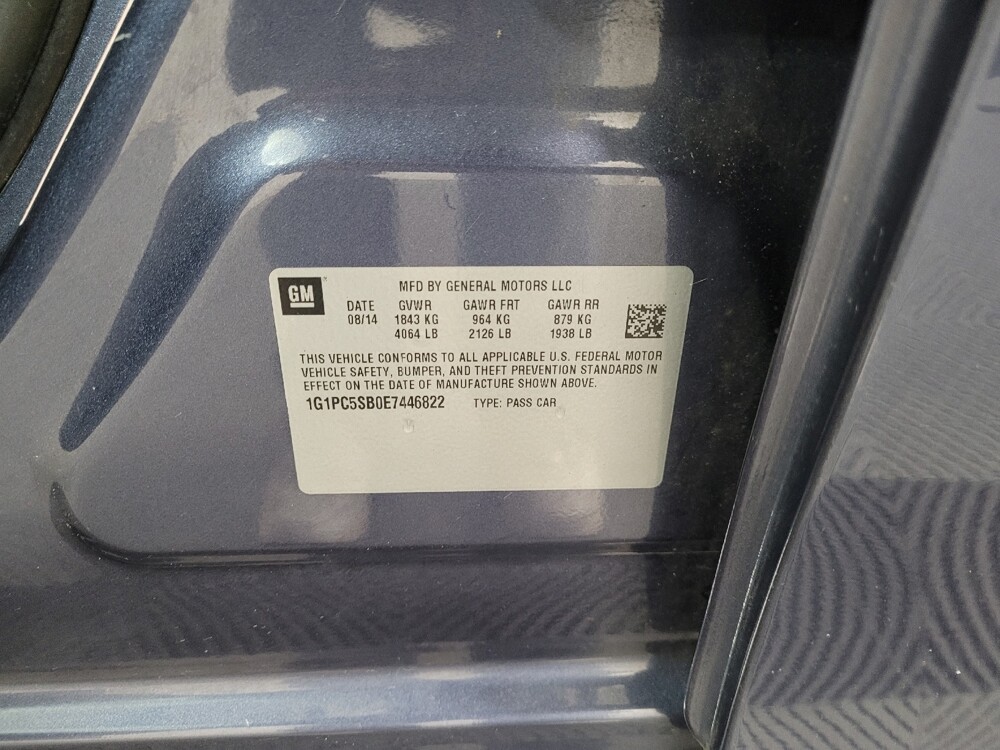 GM
MFD BY GENERAL MOTORS LLC
DATE GVWR GAWR FRT GAWR RR
08/14 1843 KG 964 KG 879 KG
4064 LB 2126 LB 1938 LB
THIS VEHICLE CONFORMS TO ALL APPLICABLE U.S. FEDERAL MOTOR
VEHICLE SAFETY, BUMPER, AND THEFT PREVENTION STANDARDS IN
EFFECT ON THE DATE OF MANUFACTURE SHOWN ABOVE.
1G1PC5SB0E7446822 TYPE: PASS CAR